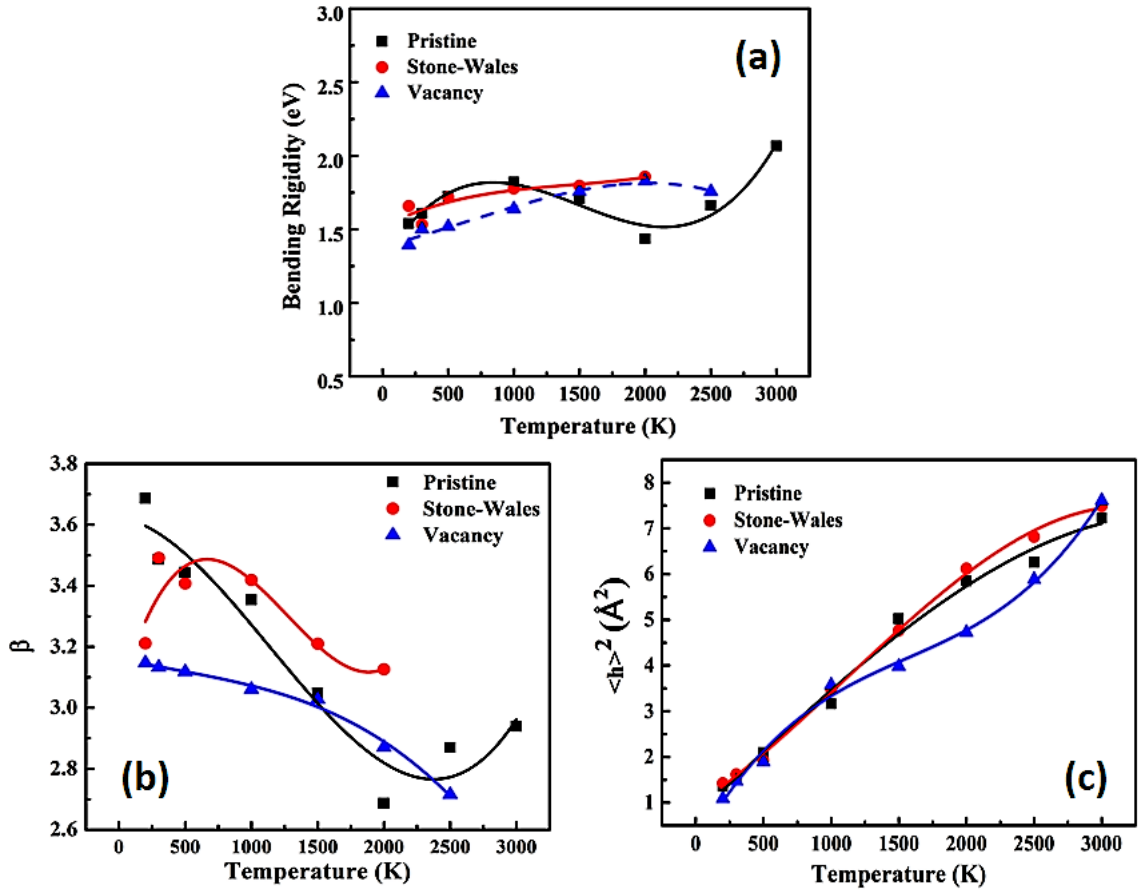 3.0
2.5
2.0
1.5
1.0
0.5
Bending Rigidity (eV)
Pristine
Stone-Wales
Vacancy
(a)
0 500 1000 1500 2000 2500 3000
Temperature (K)
3.8
3.6
3.4
3.2
3.0
2.8
2.6
β
Pristine
Stone-Wales
Vacancy
(b)
0 500 1000 1500 2000 2500 3000
Temperature (K)
8
7
6
5
4
3
2
1
<h>² (Å²)
Pristine
Stone-Wales
Vacancy
(c)
0 500 1000 1500 2000 2500 3000
Temperature (K)